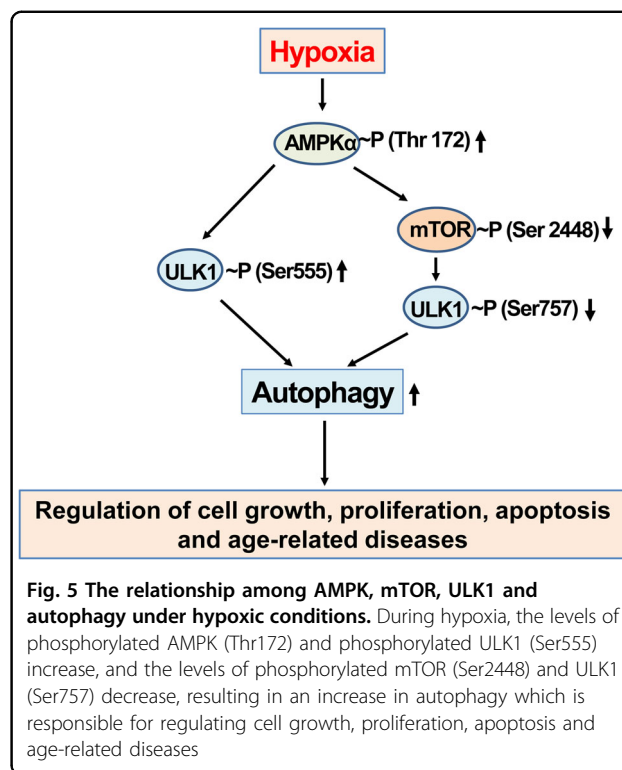 Hypoxia
AMPKα~P (Thr 172)↑
mTOR ~P (Ser 2448)↓
ULK1 ~P (Ser555) ↑
ULK1 ~P (Ser757) ↓
Autophagy ↑
Regulation of cell growth, proliferation, apoptosis
and age-related diseases
Fig. 5 The relationship among AMPK, mTOR, ULK1 and
autophagy under hypoxic conditions. During hypoxia, the levels of
phosphorylated AMPK (Thr172) and phosphorylated ULK1 (Ser555)
increase, and the levels of phosphorylated mTOR (Ser2448) and ULK1
(Ser757) decrease, resulting in an increase in autophagy which is
responsible for regulating cell growth, proliferation, apoptosis and
age-related diseases